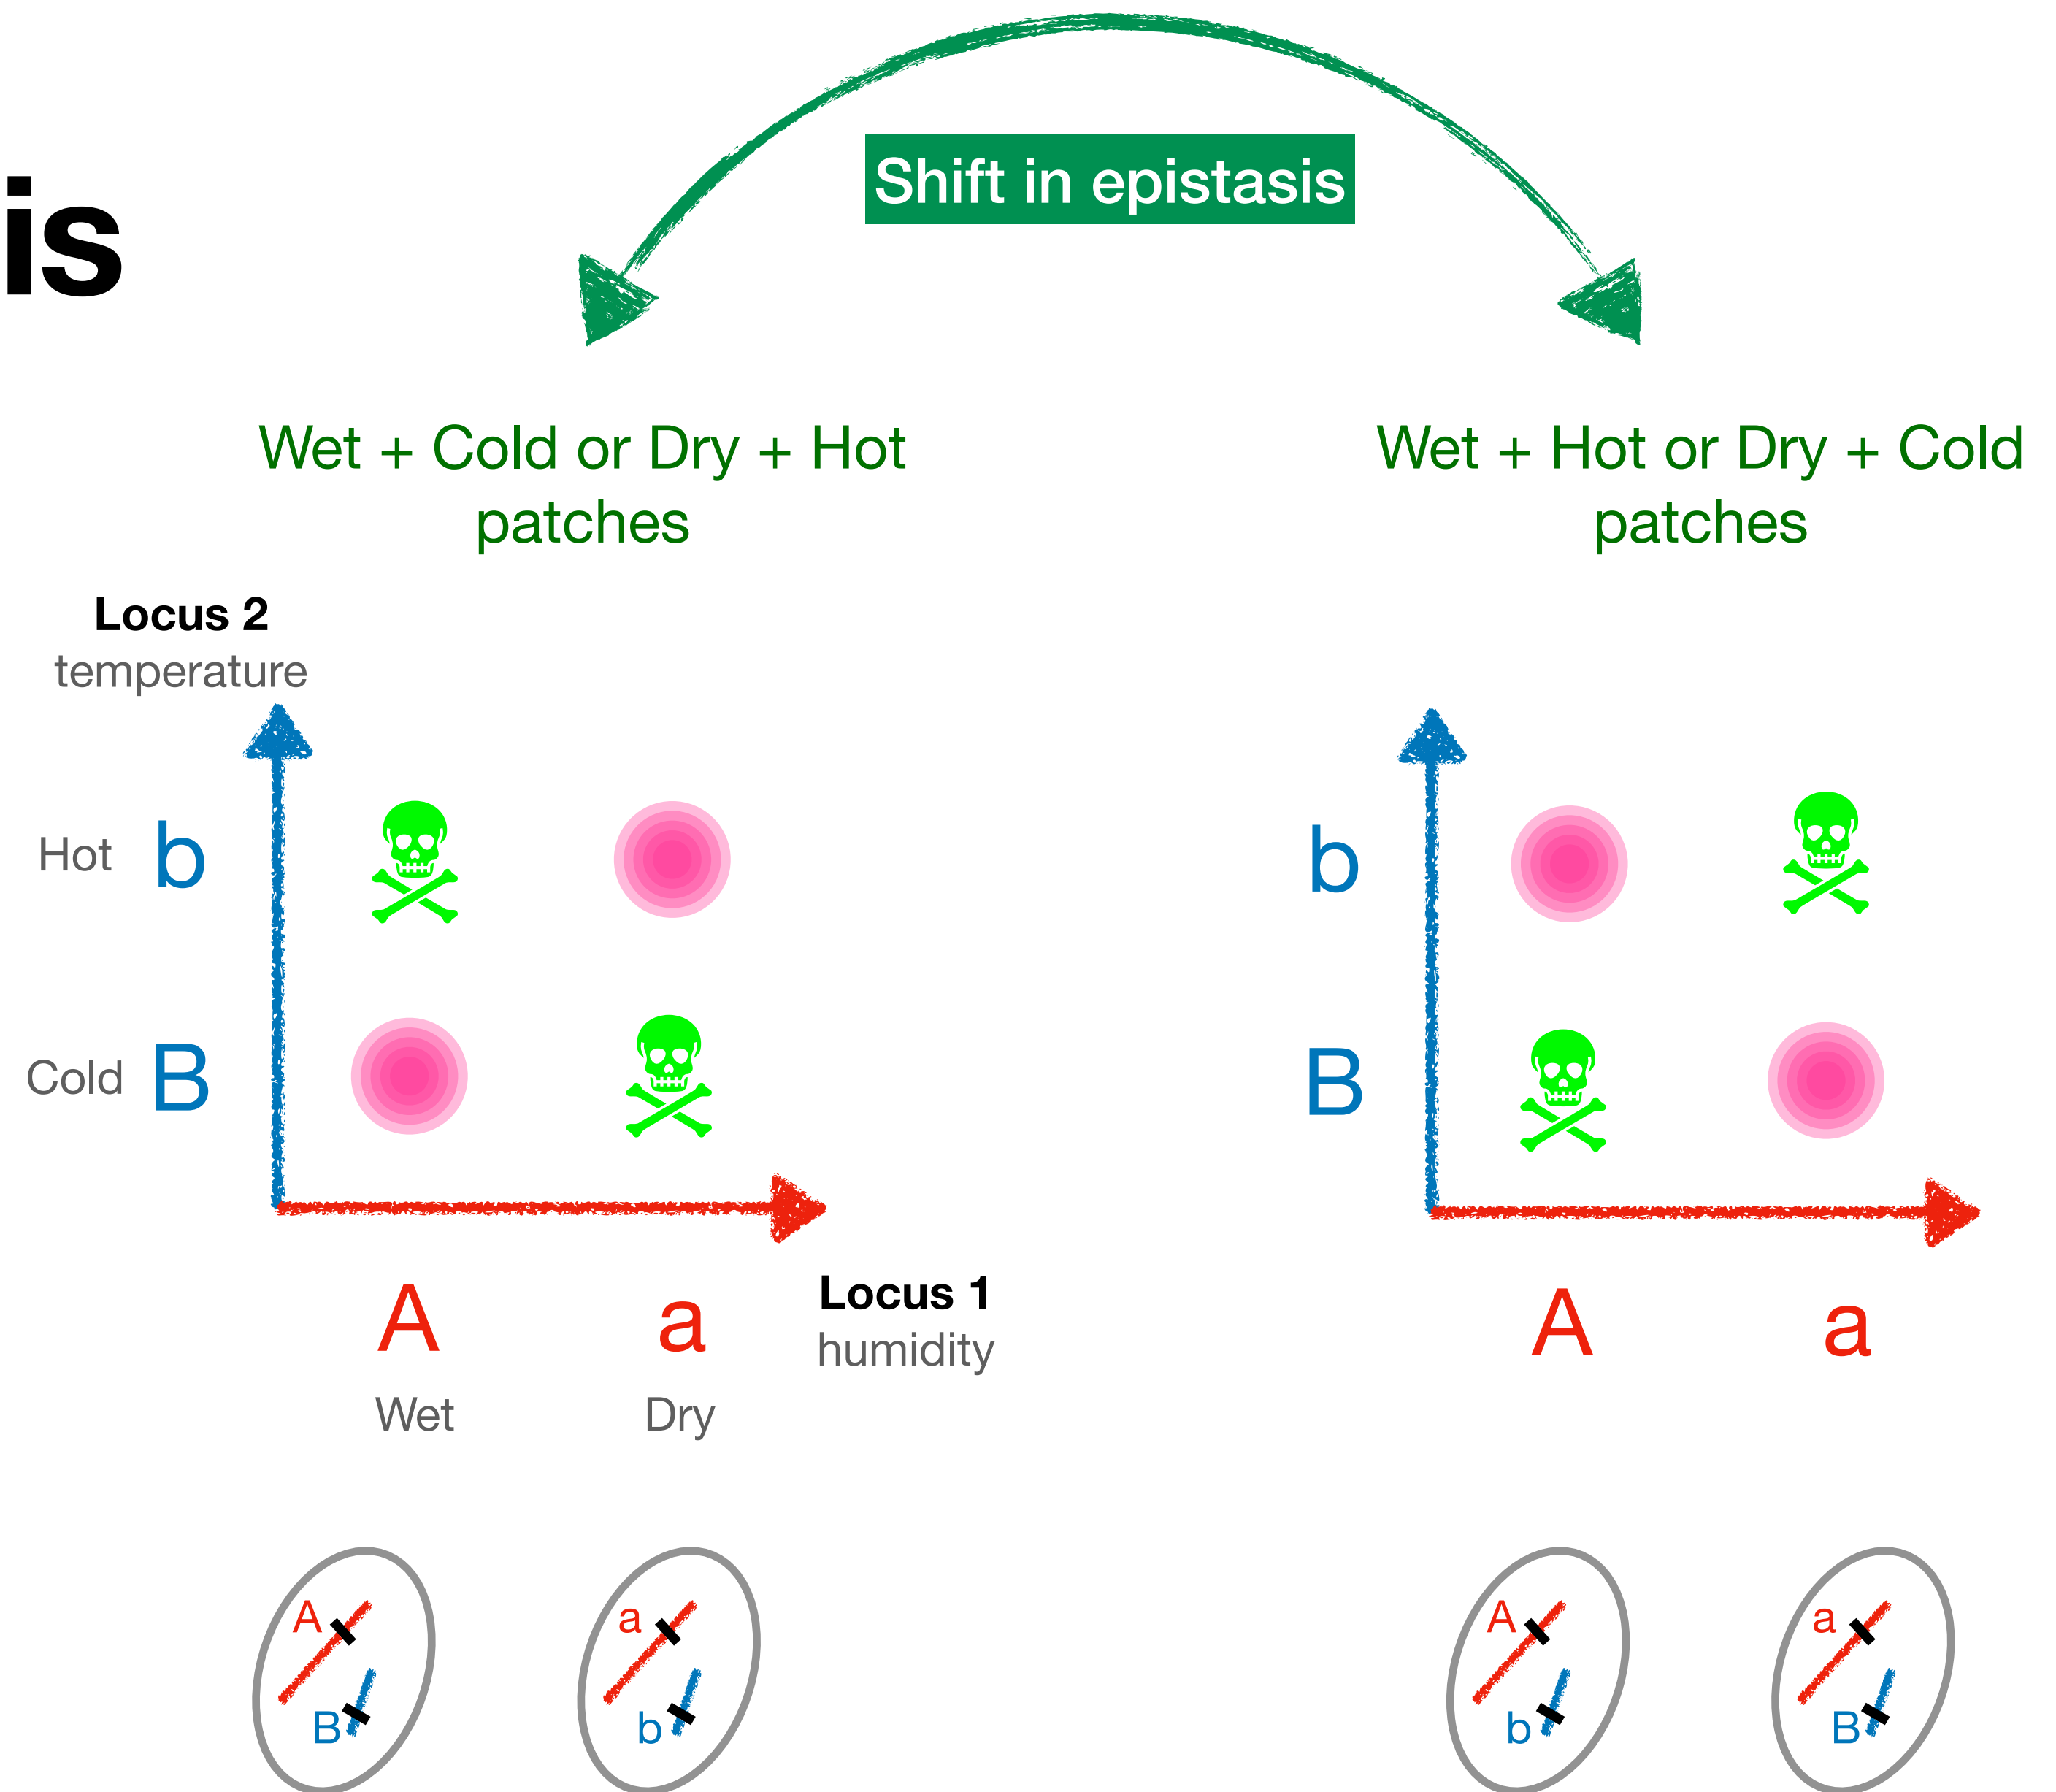 is
Shift in epistasis
Wet + Cold or Dry + Hot
patches
Wet + Hot or Dry + Cold
patches
Locus 2
temperature
Hot b
b
Cold B
B
A a
Locus 1
humidity
A a
Wet Dry
A
B
a
b
A
b
a
B